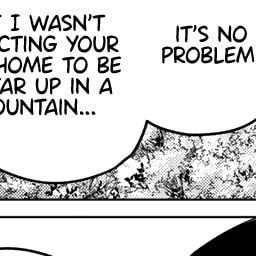 IT'S NO
PROBLEM
I WASN'T
CTING YOUR
HOME TO BE
AR UP IN A
OUNTAIN...